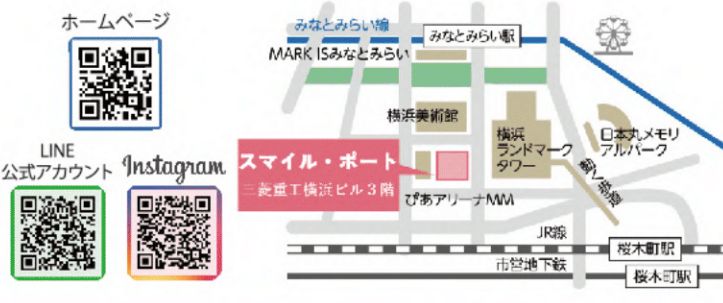 ホームページ
LINE
公式アカウント
Instagram
みなとみらい線
みなとみらい駅
MARK ISみなとみらい
横浜美術館
横浜
ランドマーク
タワー
日本丸メモリ
アルパーク
動く歩道
スマイル・ポート
三菱重工横浜ビル3階
ぴあアリーナMM
JR線
桜木町駅
市営地下鉄
桜木町駅